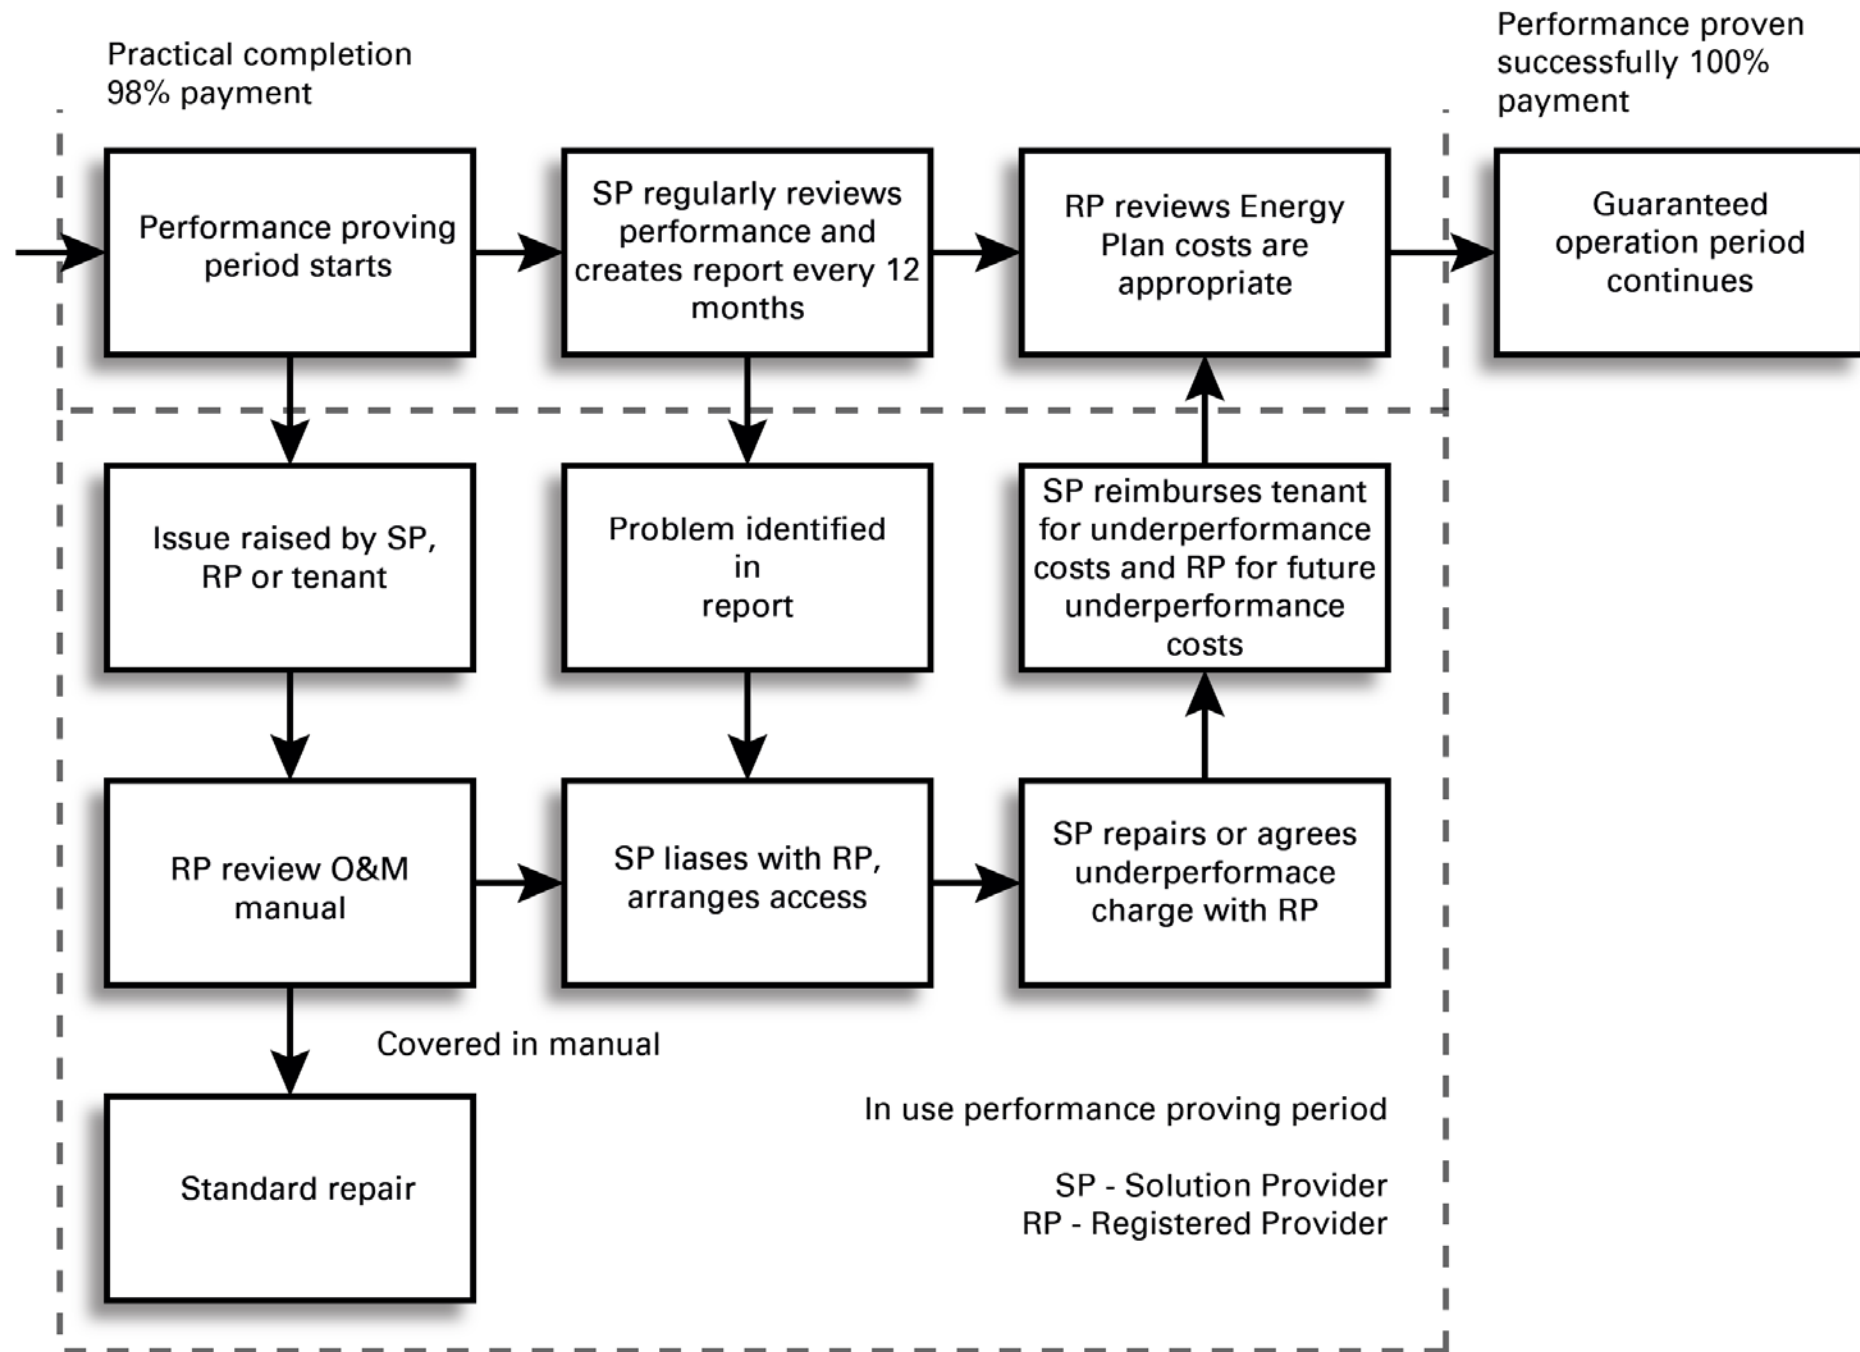 Practical completion
98% payment
Performance proven
successfully 100%
payment
Performance proving
period starts
SP regularly reviews
performance and
creates report every 12
months
RP reviews Energy
Plan costs are
appropriate
Guaranteed
operation period
continues
Issue raised by SP,
RP or tenant
Problem identified
in
report
SP reimburses tenant
for underperformance
costs and RP for future
underperformance
costs
RP review O&M
manual
SP liases with RP,
arranges access
SP repairs or agrees
underperformace
charge with RP
Covered in manual
Standard repair
In use performance proving period
SP - Solution Provider
RP - Registered Provider